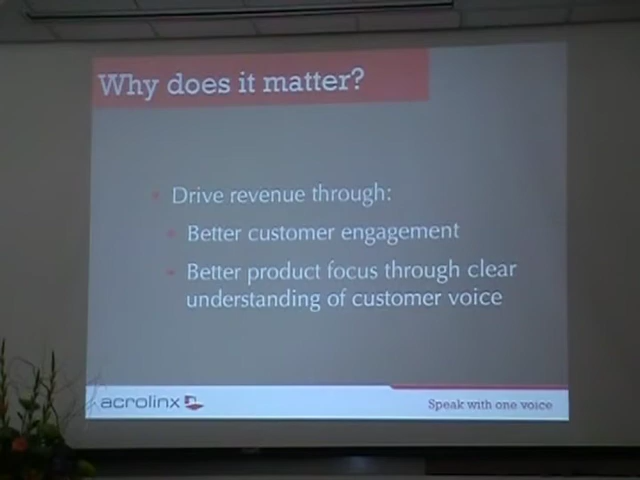 Why does it matter?
Drive revenue through:
Better customer engagement
Better product focus through clear
understanding of customer voice
acrolinx
Speak with one voice